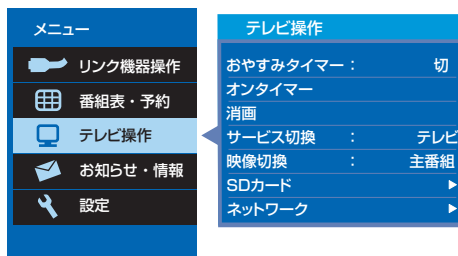 メニュー
リンク機器操作
番組表・予約
テレビ操作
お知らせ・情報
設定
テレビ操作
おやすみタイマー： 切
オンタイマー
消画
サービス切換 ： テレビ
映像切換 ： 主番組
SDカード
ネットワーク